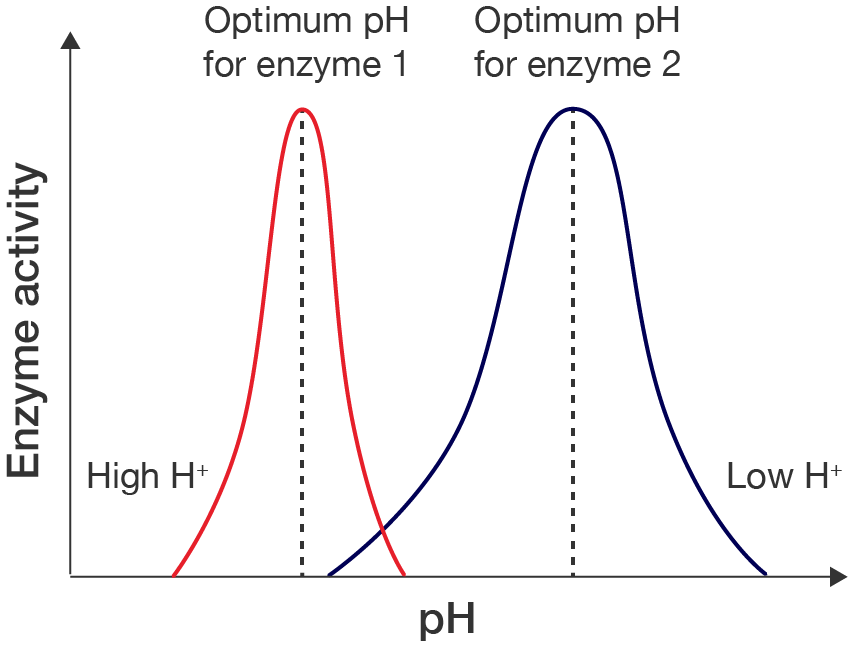 Optimum pH
for enzyme 1
Optimum pH
for enzyme 2
Enzyme activity
High H⁺
Low H⁺
pH